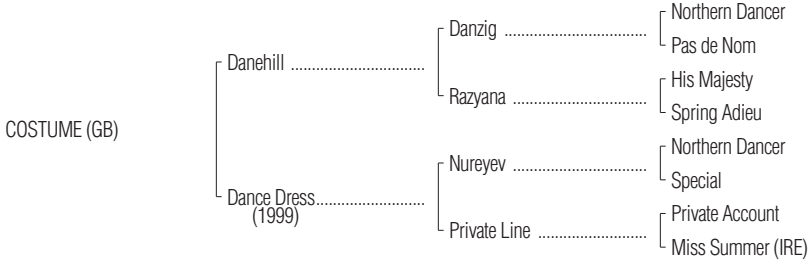 Northern Dancer
Danzig ................................
Pas de Nom
Danehill ..............................
His Majesty
Razyana ..............................
Spring Adieu
COSTUME (GB)
Northern Dancer
Nureyev ..............................
Special
Dance Dress........................
(1999)
Private Account
Private Line ........................
Miss Summer (IRE)